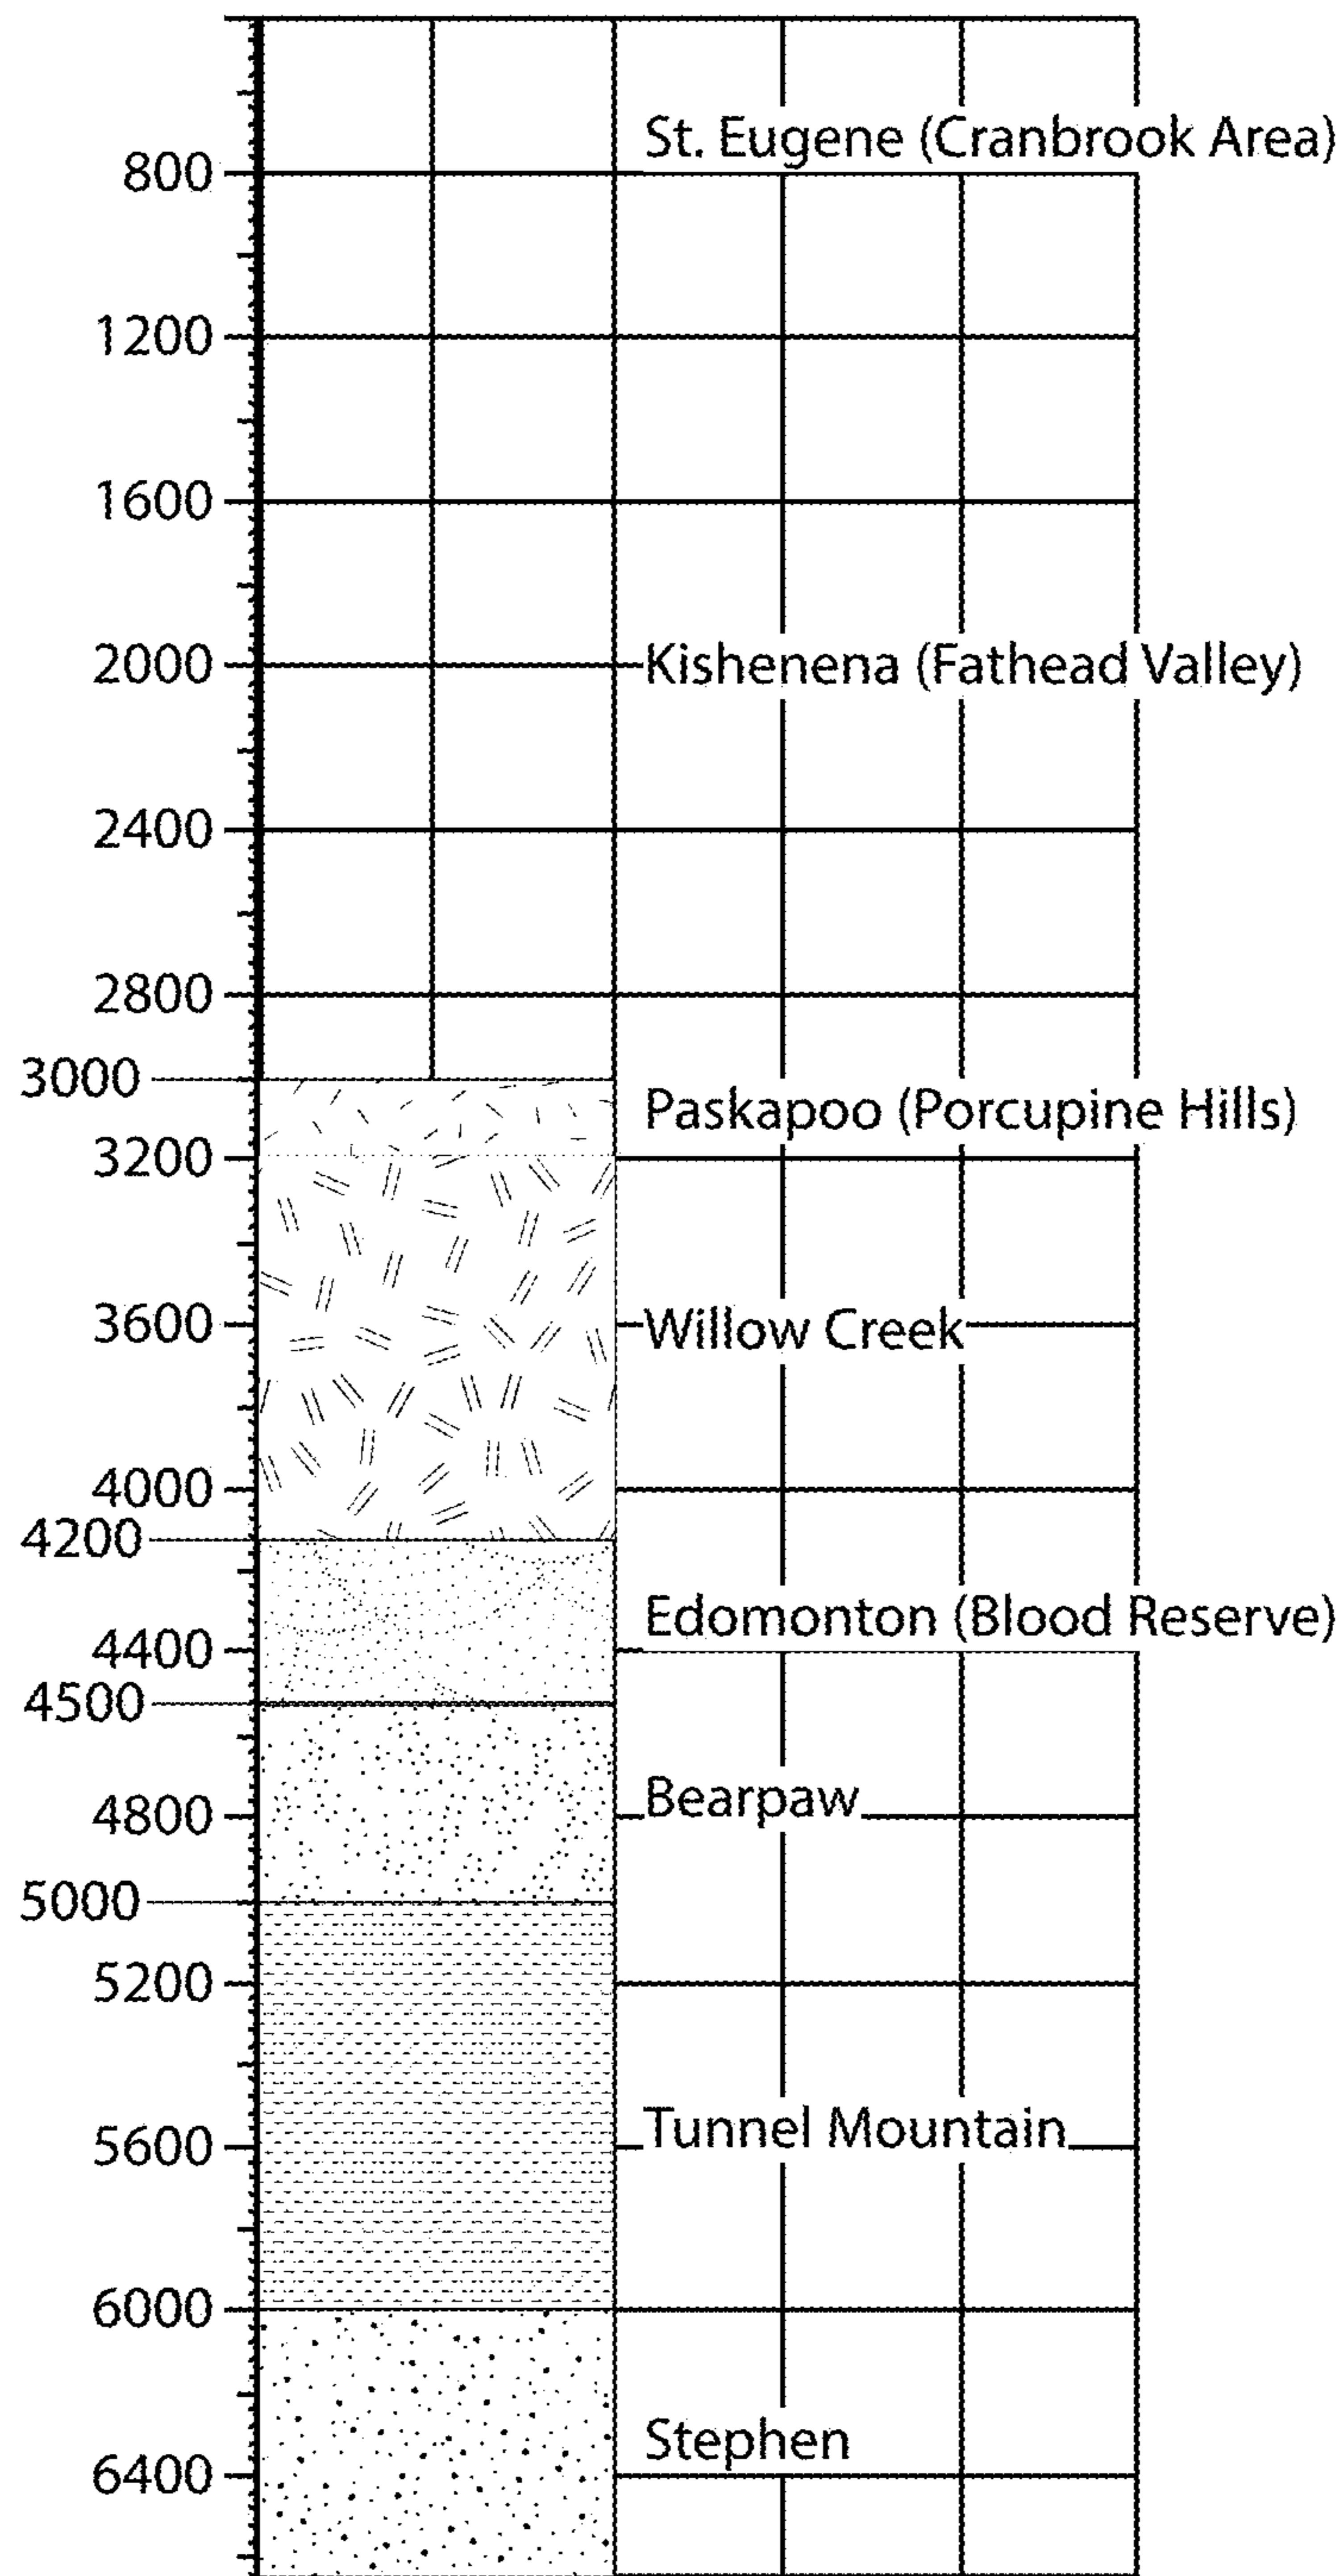 St. Eugene (Cranbrook Area)
800
1200
1600
2000 Kishenena (Fathead Valley)
2400
2800
3000
Paskapoo (Porcupine Hills)
3200
3600 Willow Creek
4000
4200
Edomonton (Blood Reserve)
4400
4500
Bearpaw
4800
5000
5200
Tunnel Mountain
5600
6000
Stephen
6400